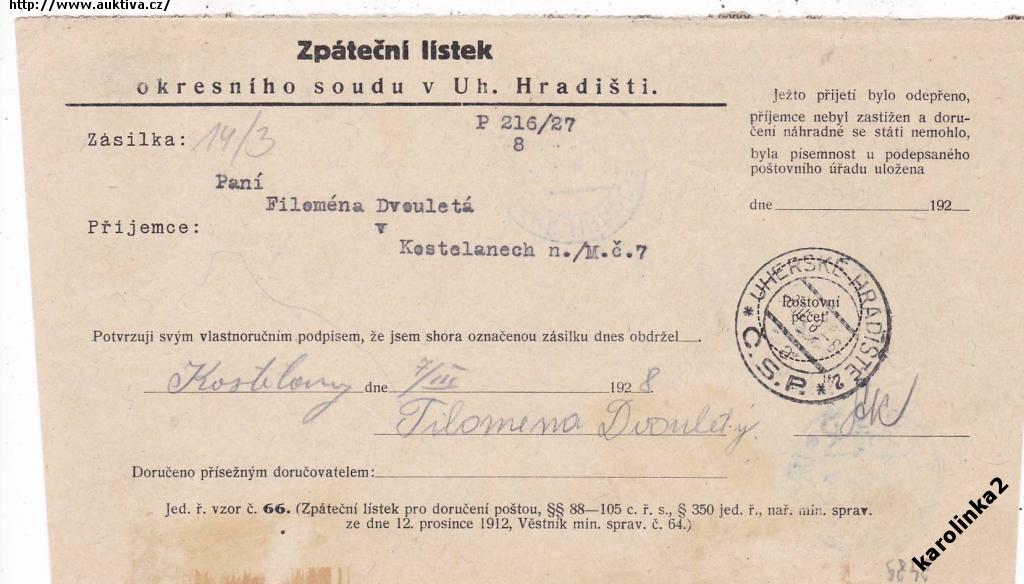 http://www.auktiva.cz/
Zpáteční lístek
okresního soudu v Uh. Hradišti.
P 216/27
8
Zásilka: 14/3
Paní
Filoména Dvouletá
Příjemce:
v
Kostelanech n./M.č.7
Ježto přijetí bylo odepřeno,
příjemce nebyl zastižen a doru-
čení náhradné se státi nemohlo,
byla písemnost u podepsaného
poštovního úřadu uložena
dne 192
Poštovní
pečeť
UHERSKÉ HRADIŠTĚ 2
* Č.S.P. *
Potvrzuji svým vlastnoručním podpisem, že jsem shora označenou zásilku dnes obdržel
Kostelany dne 7/III 1928
Filomena Dvouletý
Doručeno přísežným doručovatelem:
Jed. ř. vzor č. 66. (Zpáteční lístek pro doručení poštou, §§ 88—105 c. ř. s., § 350 jed. ř., nař. min. sprav.
ze dne 12. prosince 1912, Věstník min. sprav. č. 64.)
karolinka2